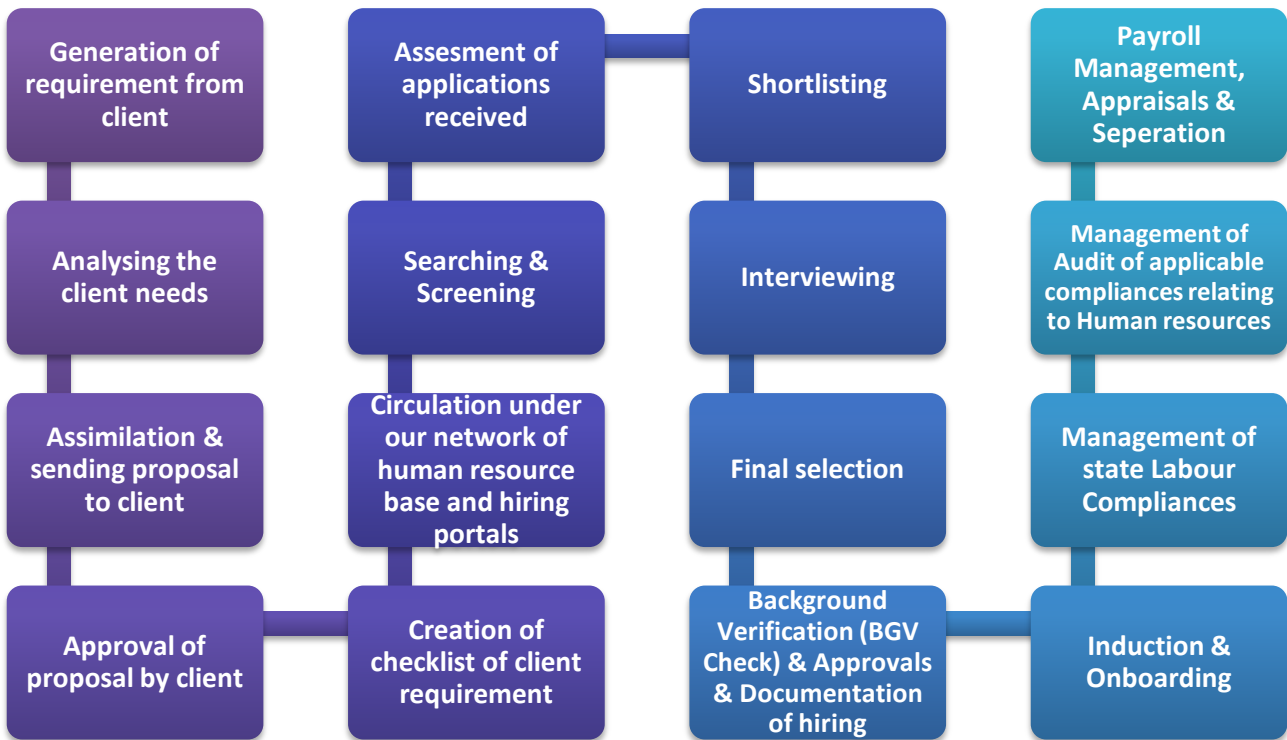 Generation of
requirement from
client
Analysing the
client needs
Assimilation &
sending proposal
to client
Approval of
proposal by client
Creation of
checklist of client
requirement
Circulation under
our network of
human resource
base and hiring
portals
Searching &
Screening
Assesment of
applications
received
Shortlisting
Interviewing
Final selection
Background
Verification (BGV
Check) & Approvals
& Documentation
of hiring
Induction &
Onboarding
Management of
state Labour
Compliances
Management of
Audit of applicable
compliances relating
to Human resources
Payroll
Management,
Appraisals &
Seperation